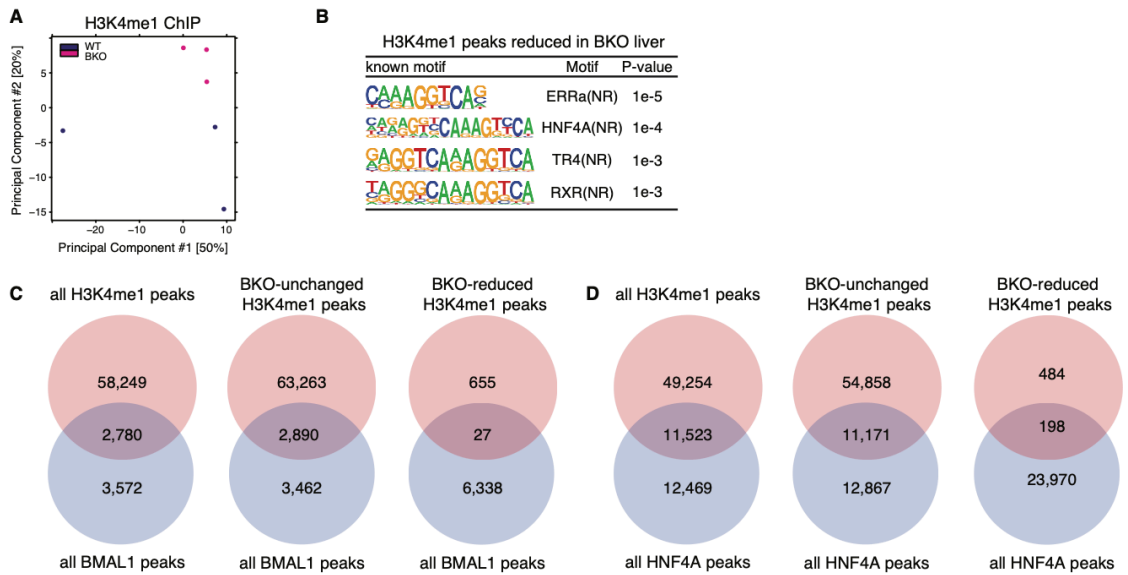 A
H3K4me1 ChIP
WT
BKO
Principal Component #2 [20%]
5
0
−5
−10
−15
−20
−10
0
10
Principal Component #1 [50%]
B
H3K4me1 peaks reduced in BKO liver
known motif Motif P-value
ERRa(NR) 1e-5
HNF4A(NR) 1e-4
TR4(NR) 1e-3
RXR(NR) 1e-3
C
all H3K4me1 peaks
58,249
2,780
3,572
all BMAL1 peaks
BKO-unchanged
H3K4me1 peaks
63,263
2,890
3,462
all BMAL1 peaks
BKO-reduced
H3K4me1 peaks
655
27
6,338
all BMAL1 peaks
D
all H3K4me1 peaks
49,254
11,523
12,469
all HNF4A peaks
BKO-unchanged
H3K4me1 peaks
54,858
11,171
12,867
all HNF4A peaks
BKO-reduced
H3K4me1 peaks
484
198
23,970
all HNF4A peaks